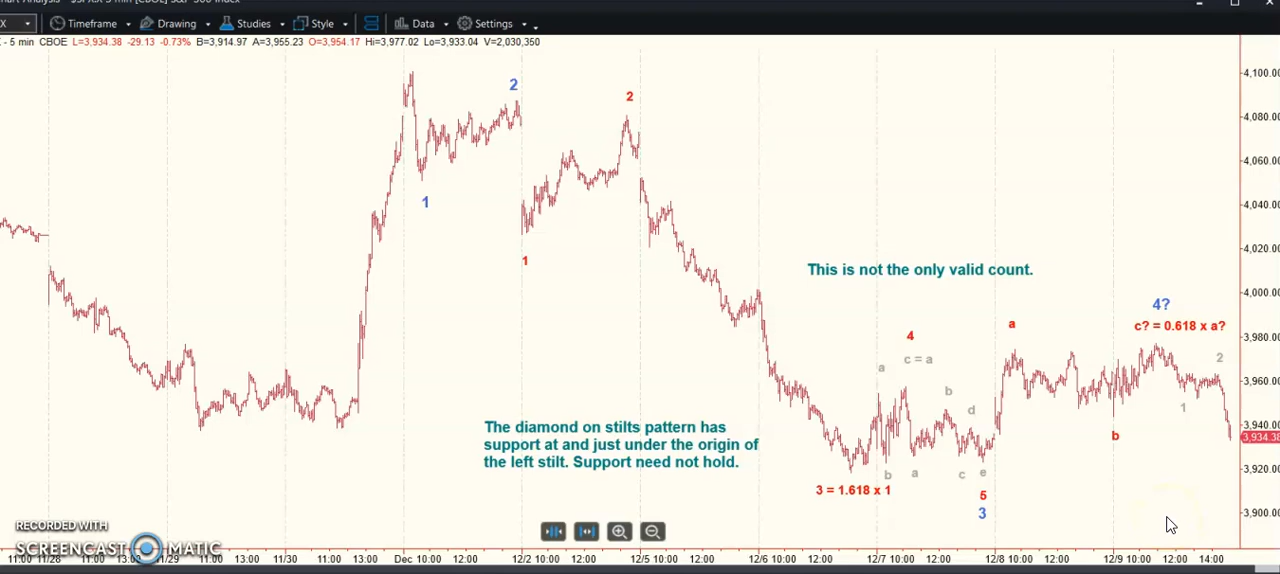 Timeframe Drawing Studies Style Data Settings
- 5 min CBOE L=3,934.38 -29.13 -0.73% B=3,914.97 A=3,955.23 O=3,954.17 Hi=3,977.02 Lo=3,933.04 V=2,030,350
4,100.00
2
2
4,080.00
4,060.00
1
4,040.00
1
4,020.00
This is not the only valid count.
4,000.00
4?
a
c? = 0.618 x a?
4
3,980.00
c = a
2
a
3,960.00
b
1
d
The diamond on stilts pattern has
support at and just under the origin of
the left stilt. Support need not hold.
b
3,934.38
3,940.00
b
a
c
e
3,920.00
3 = 1.618 x 1
5
3
3,900.00
RECORDED WITH
SCREENCAST MATIC
11:00 11/28 13:00 11/29 11:00 11/30 11:00 13:00 Dec 10:00 12:00 12/2 10:00 12:00 12/5 10:00 12:00 12/6 10:00 12:00 12/7 10:00 12:00 12/8 10:00 12:00 12/9 10:00 12:00 14:00